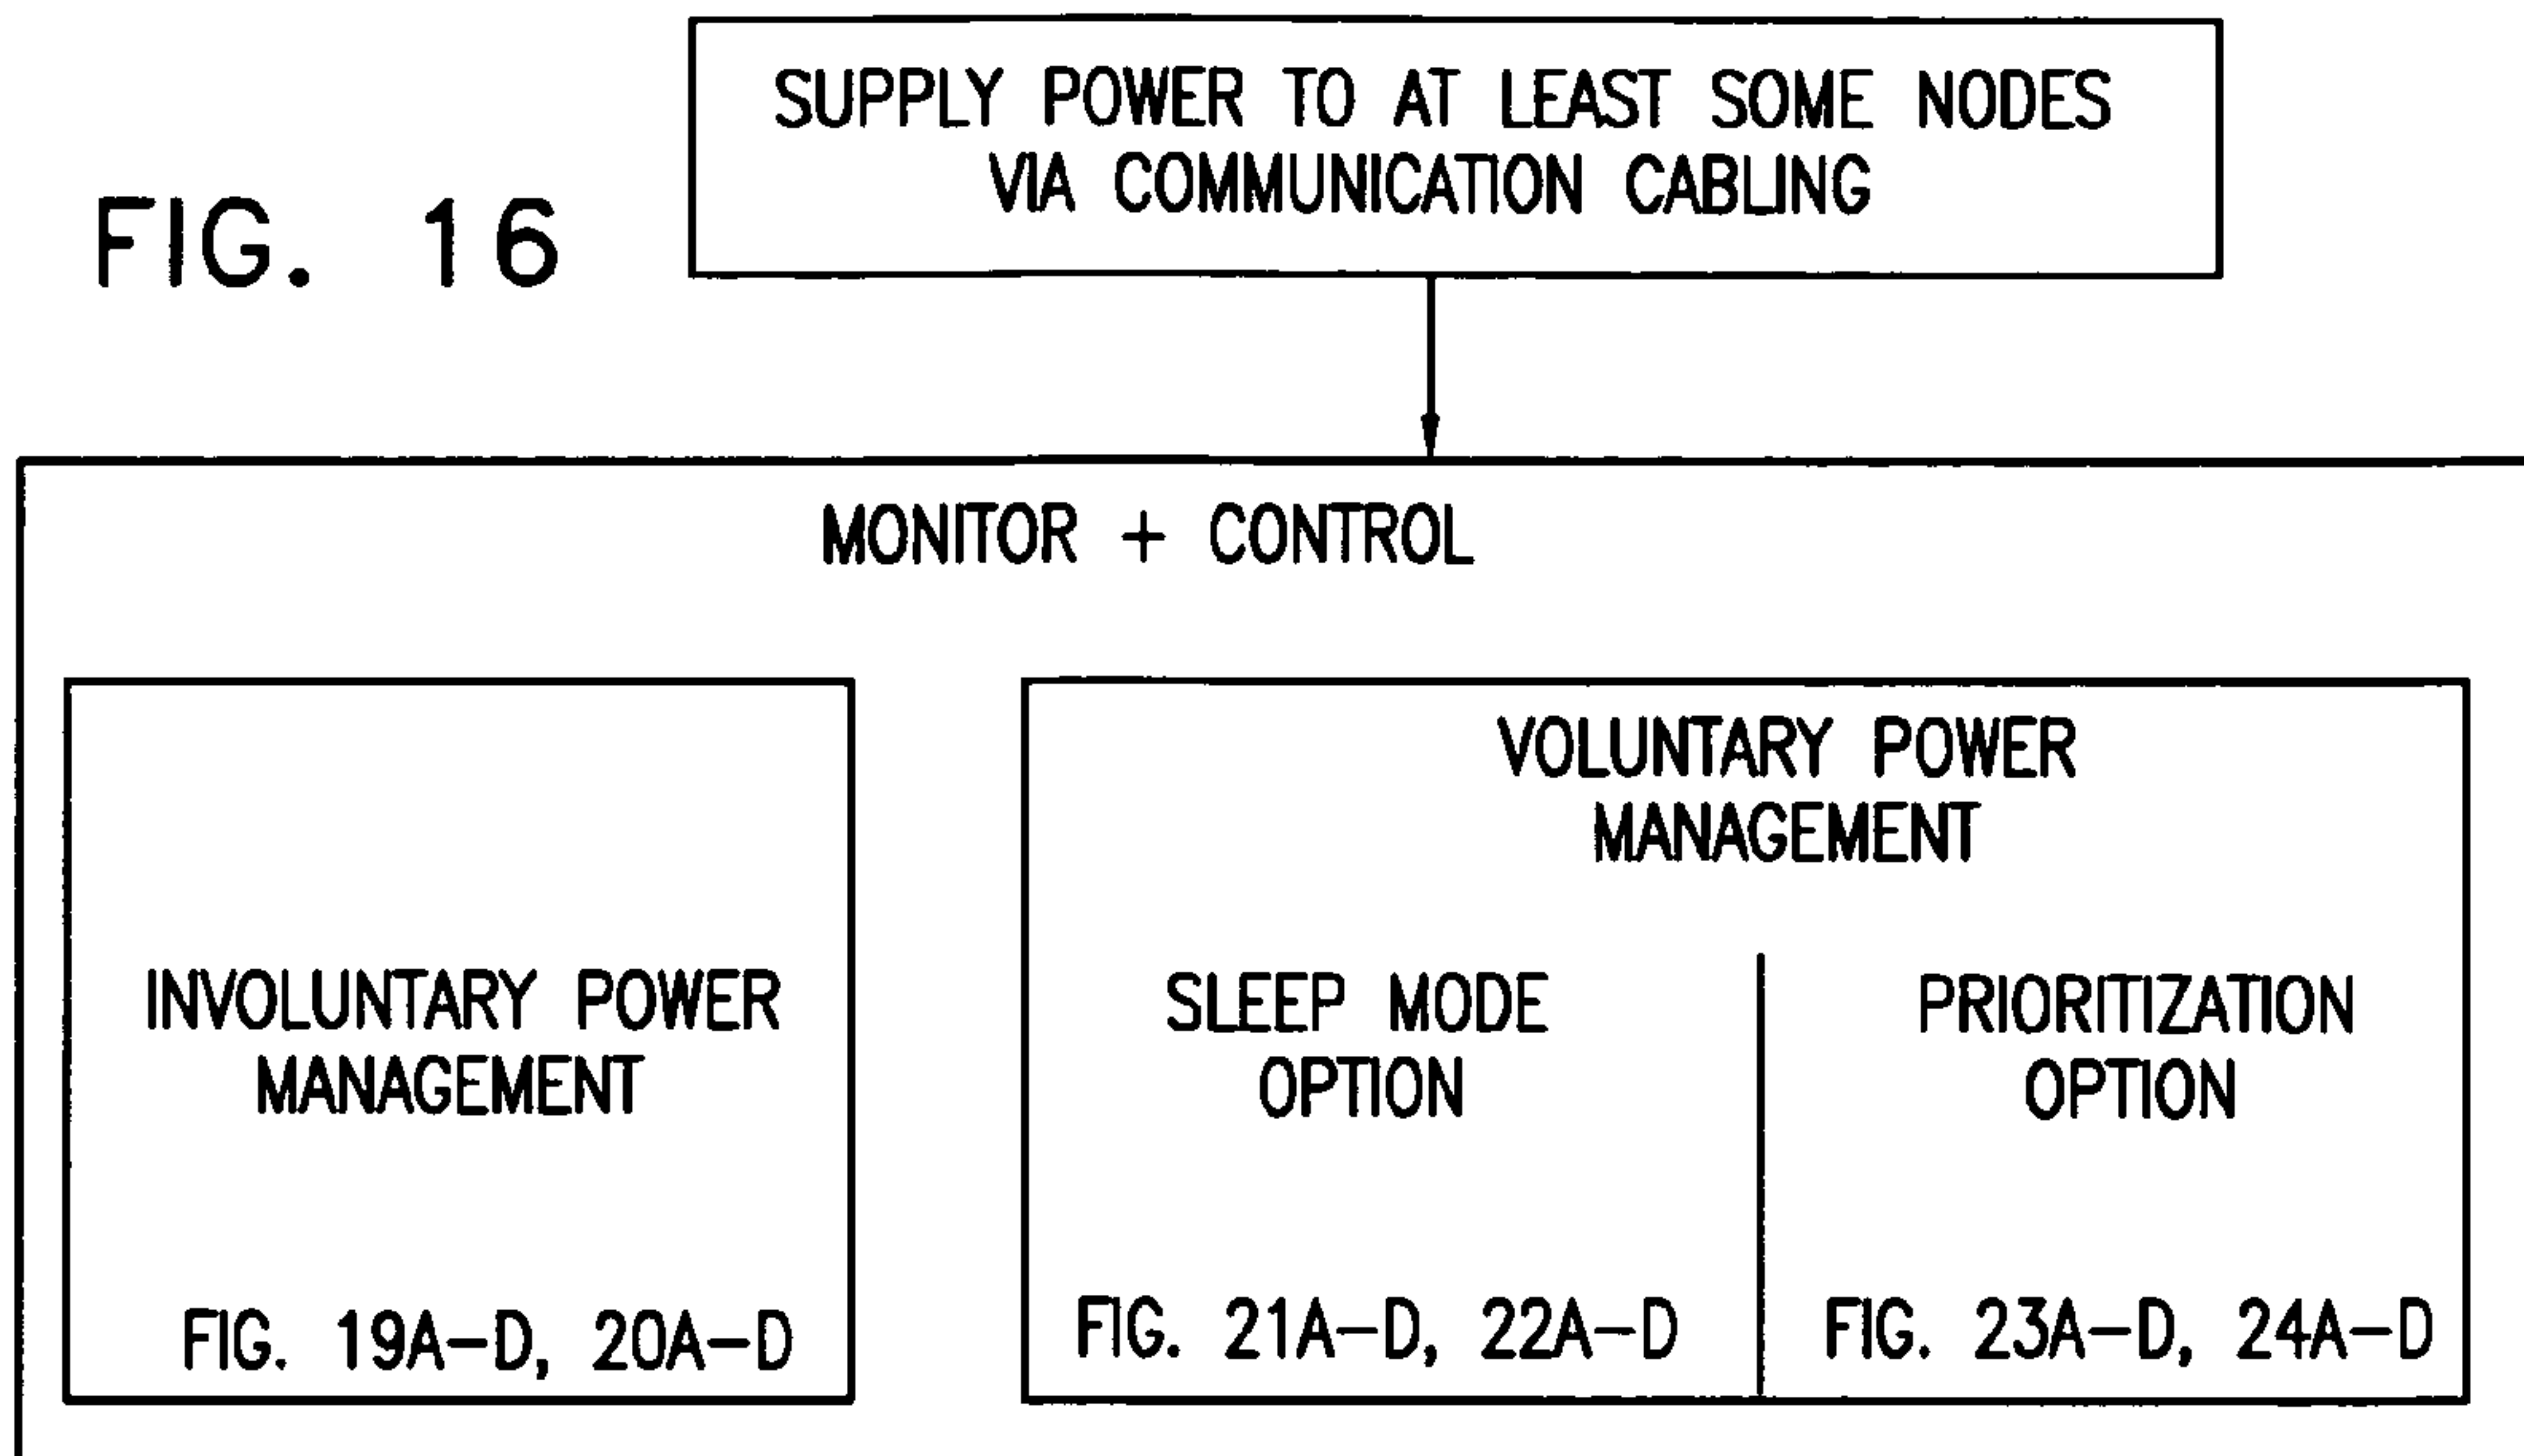 SUPPLY POWER TO AT LEAST SOME NODES
VIA COMMUNICATION CABLING
FIG. 16
MONITOR + CONTROL
INVOLUNTARY POWER
MANAGEMENT
FIG. 19A-D, 20A-D
VOLUNTARY POWER
MANAGEMENT
SLEEP MODE
OPTION
FIG. 21A-D, 22A-D
PRIORITIZATION
OPTION
FIG. 23A-D, 24A-D